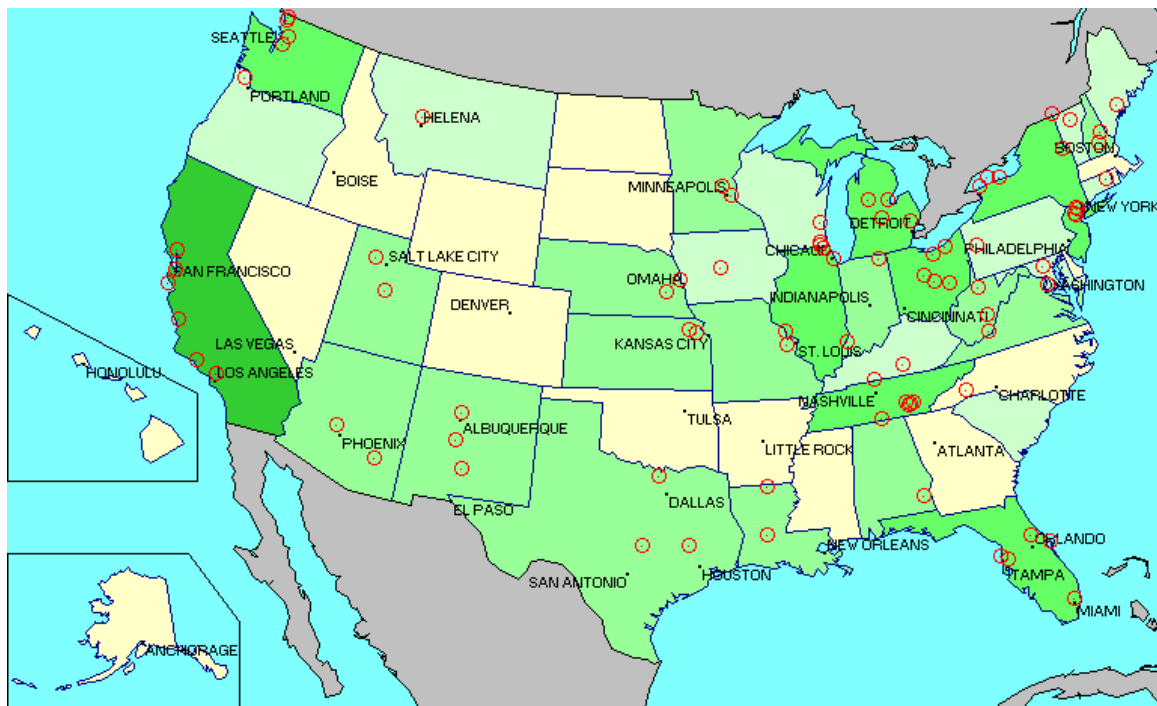 SEATTLE
PORTLAND
HELENA
BOISE
MINNEAPOLIS
BOSTON
NEW YORK
DETROIT
CHICAG
PHILADELPHIA
SAN FRANCISCO
SALT LAKE CITY
OMAHA
WASHINGTON
INDIANAPOLIS
DENVER
CINCINNATI
LAS VEGAS
KANSAS CITY
ST. LOUIS
HONOLULU
LOS ANGELES
NASHVILLE
CHARLOTTE
TULSA
ALBUQUERQUE
PHOENIX
LITTLE ROCK
ATLANTA
DALLAS
EL PASO
NEW ORLEANS
ORLANDO
SAN ANTONIO
HOUSTON
TAMPA
MIAMI
ANCHORAGE